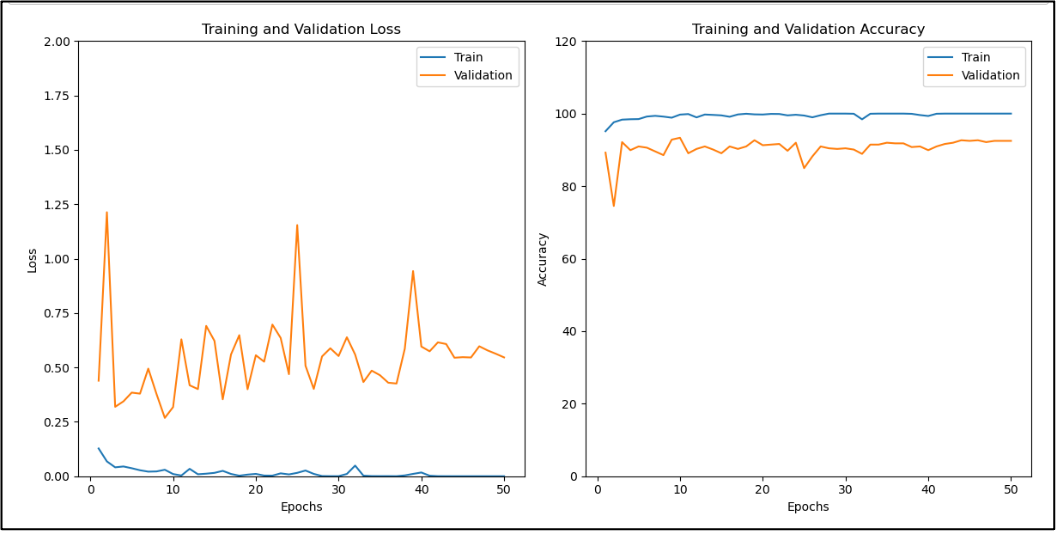 Training and Validation Loss
2.00
1.75
1.50
1.25
1.00
0.75
0.50
0.25
0.00
Loss
0
10
20
30
40
50
Epochs
Train
Validation
Training and Validation Accuracy
120
100
80
60
40
20
0
Accuracy
0
10
20
30
40
50
Epochs
Train
Validation